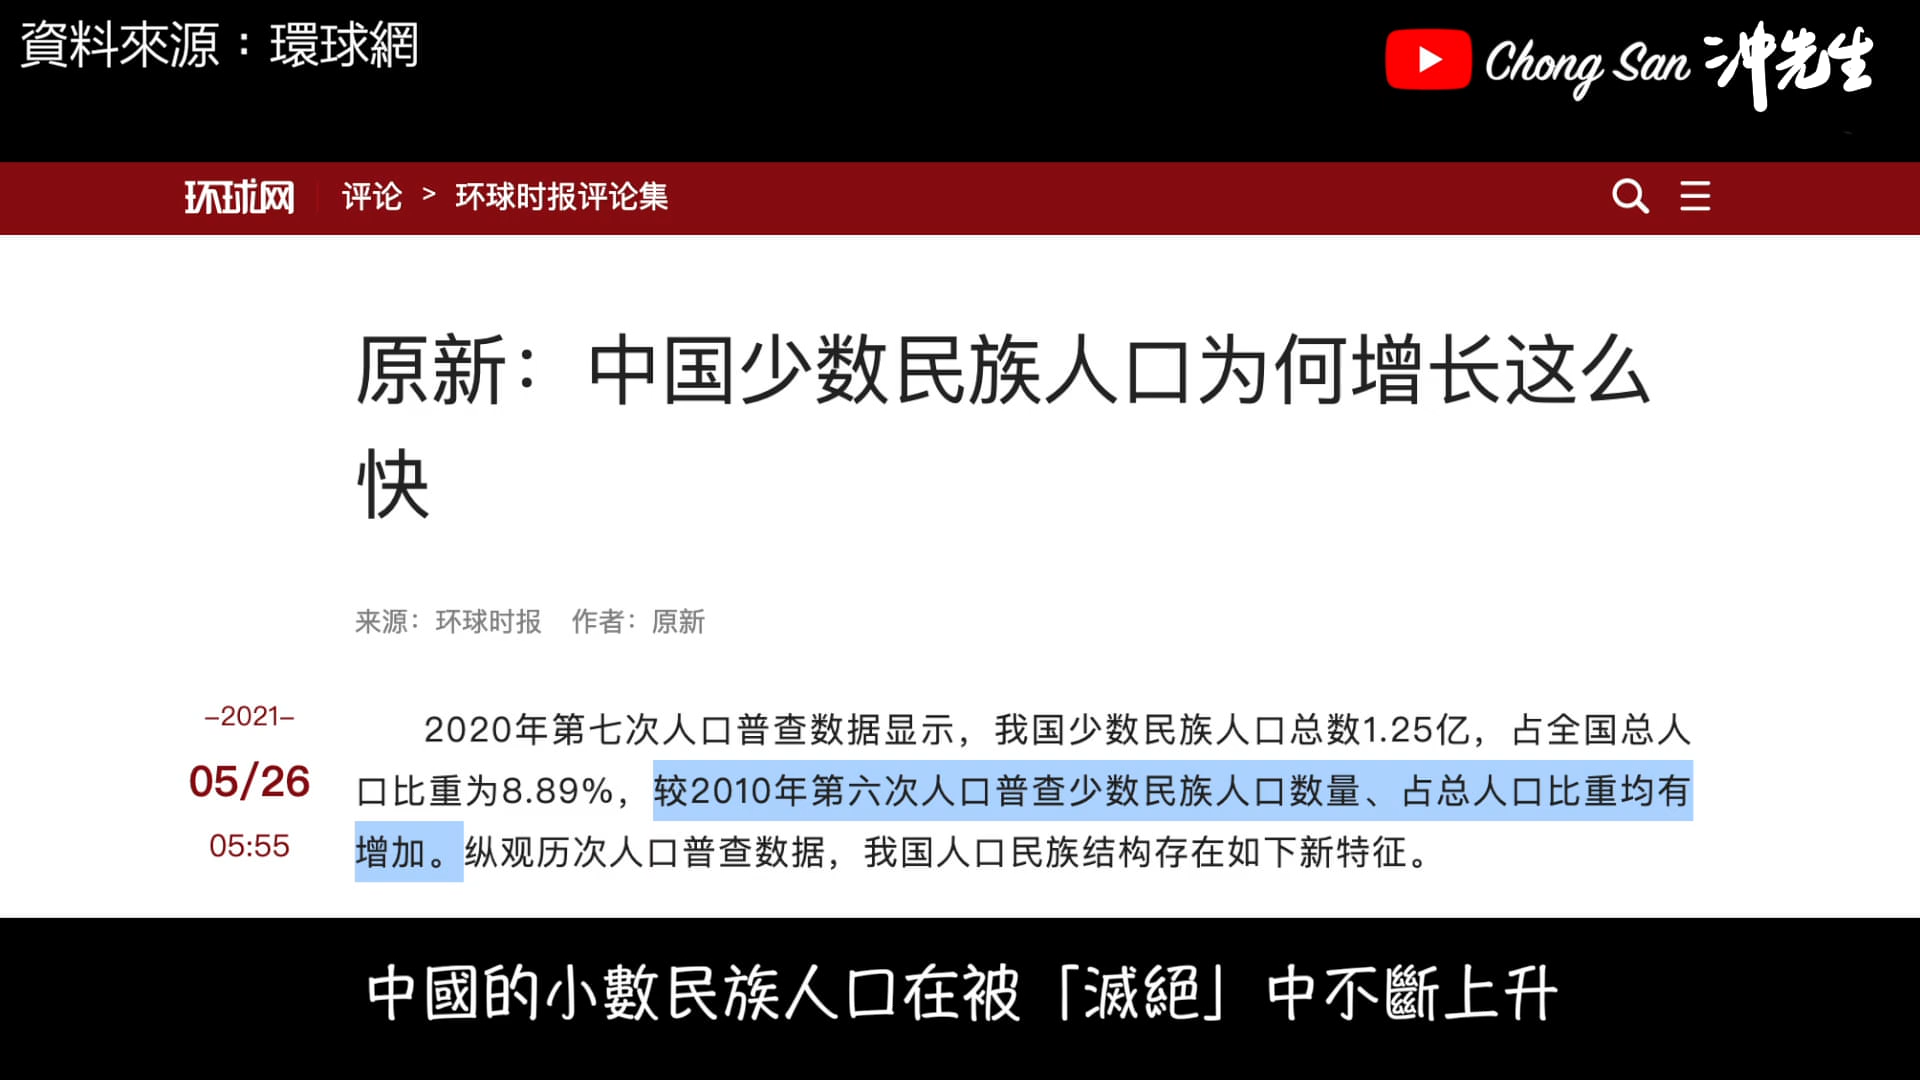 資料來源：環球網
Chong San 沖先生
环球网 评论 > 环球时报评论集
原新：中国少数民族人口为何增长这么
快
来源：环球时报 作者：原新
-2021-
05/26
05:55
2020年第七次人口普查数据显示，我国少数民族人口总数1.25亿，占全国总人
口比重为8.89%，较2010年第六次人口普查少数民族人口数量、占总人口比重均有
增加。纵观历次人口普查数据，我国人口民族结构存在如下新特征。
中國的小數民族人口在被「滅絕」中不斷上升